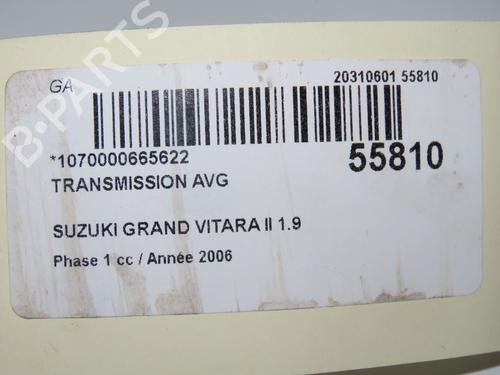 GA
20310601 55810
*1070000665622
55810
TRANSMISSION AVG
SUZUKI GRAND VITARA II 1.9
Phase 1 cc / Année 2006
B-PARTS